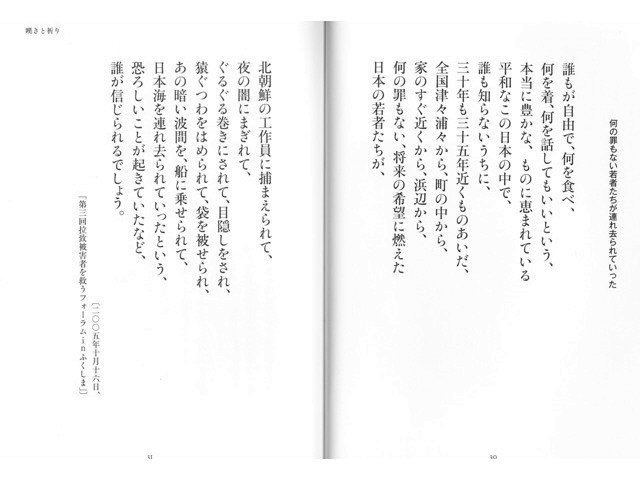 何の罪もない若者たちが連れ去られていった
誰もが自由で、何を食べ、
何を着、何を話してもいいという、
本当に豊かな、ものに恵まれている
平和なこの日本の中で、
誰も知らないうちに、
三十年も三十五年近くものあいだ、
全国津々浦々から、町の中から、
家のすぐ近くから、浜辺から、
何の罪もない、将来の希望に燃えた
日本の若者たちが、
10
嘆きと祈り
北朝鮮の工作員に捕まえられて、
夜の闇にまぎれて、
ぐるぐる巻きにされて、目隠しをされ、
猿ぐつわをはめられて、袋を被せられ、
あの暗い波間を、船に乗せられて、
日本海を連れ去られていったという、
恐ろしいことが起きていたなど、
誰が信じられるでしょう。
〔二〇〇五年十月十六日、
『第三回拉致被害者を救うフォーラムinふくしま』〕
11